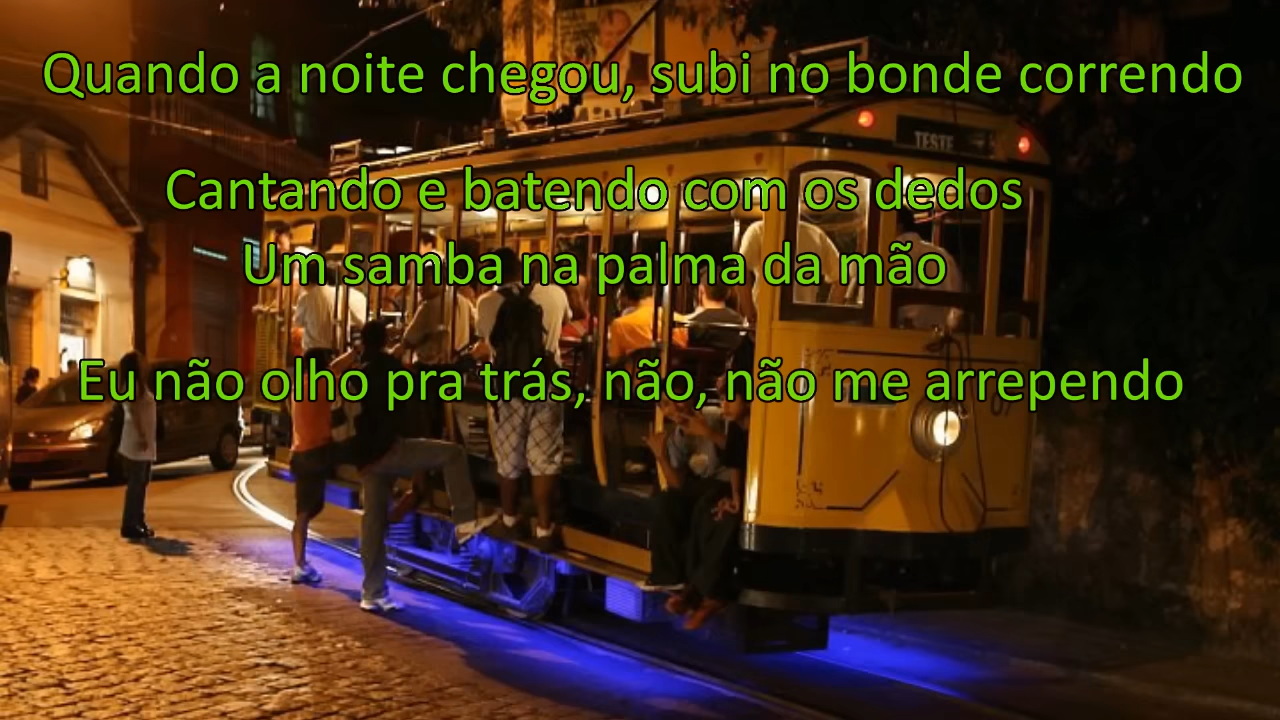 Quando a noite chegou, subi no bonde correndo
TESTE
Cantando e batendo com os dedos
Um samba na palma da mão
Eu não olho pra trás, não, não me arrependo